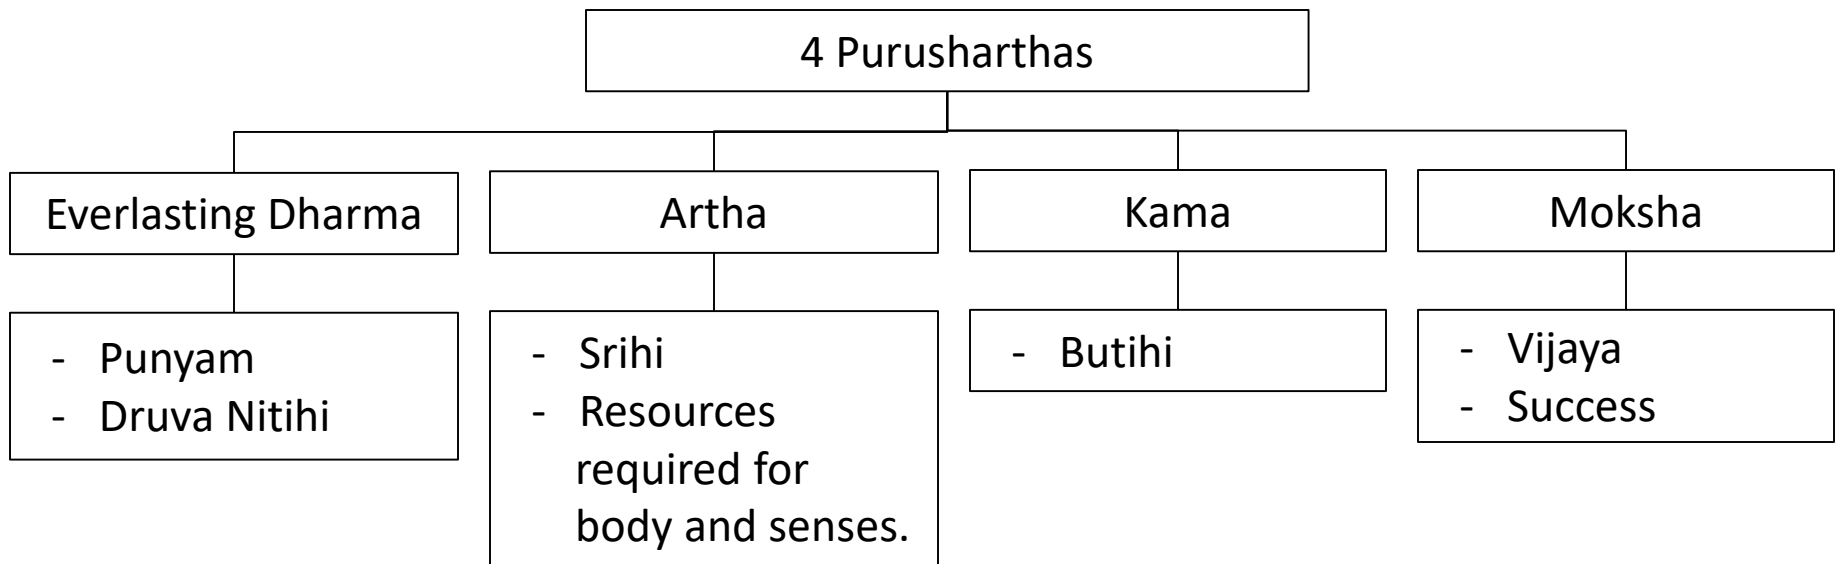 4 Purusharthas
Everlasting Dharma
Artha
Kama
Moksha
- Punyam
- Druva Nitihi
- Srihi
- Resources
required for
body and senses.
- Butihi
- Vijaya
- Success